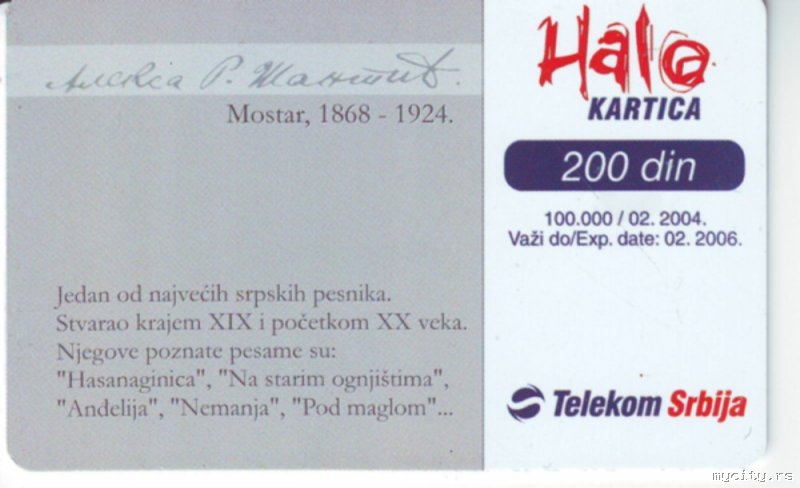 Алекса Р. Шантић.
Mostar, 1868 - 1924.
Jedan od najvećih srpskih pesnika.
Stvarao krajem XIX i početkom XX veka.
Njegove poznate pesame su:
"Hasanaginica", "Na starim ognjištima",
"Anđelija", "Nemanja", "Pod maglom"...
Halo
KARTICA
200 din
100.000 / 02. 2004.
Važi do/Exp. date: 02. 2006.
Telekom Srbija
mycity.rs